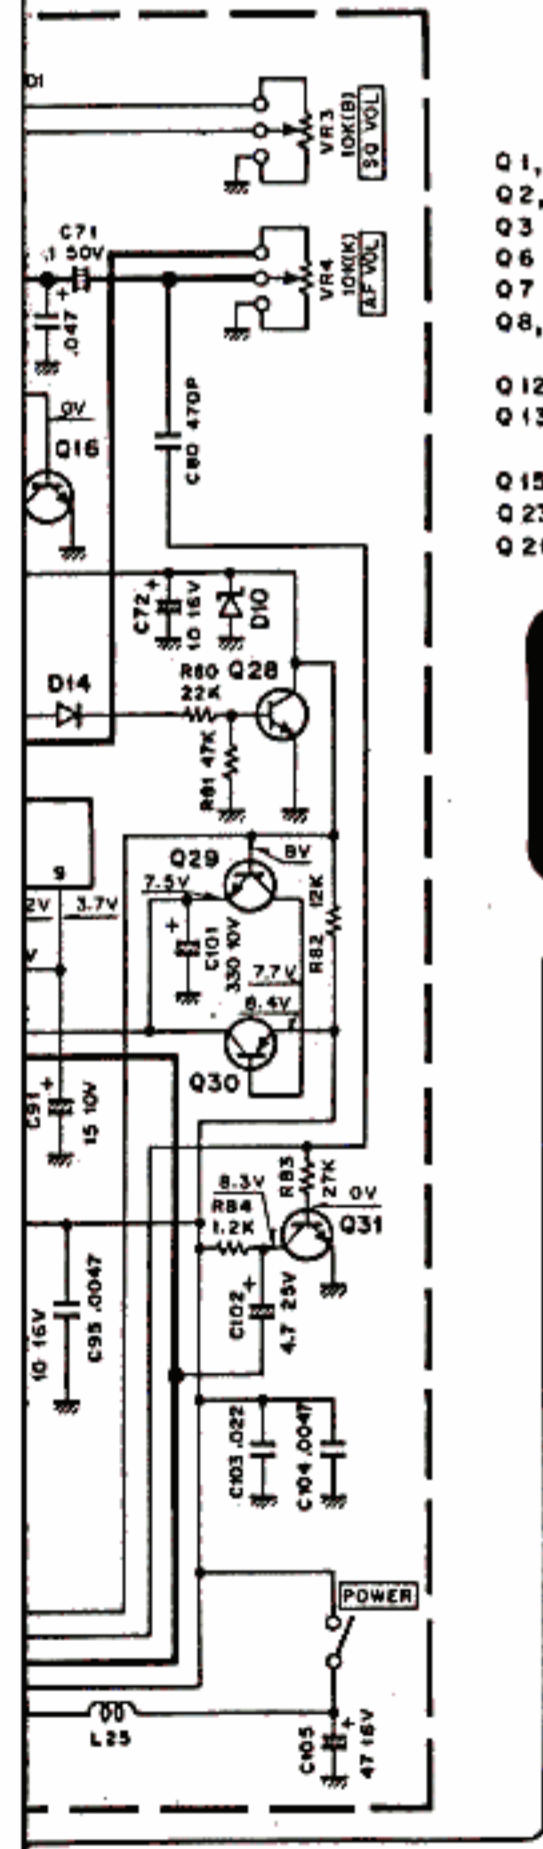 D1
VR3
10K(B)
SQ VOL
C71
.1 50V
+
.047
VR4
10K(K)
AF VOL
Q1,
Q2,
Q3
Q6
Q7
Q8,
Q12
Q13
Q15
Q23
0V
Q16
C80 470P
C72
+
10 16V
D10
D14
R80
22K
Q28
R81 47K
9
2V
3.7V
V
Q29
8V
7.5V
+
C101
330 10V
12K
R82
7.7V
8.4V
Q30
C91
+
15 10V
8.3V
R84
1.2K
R83
27K
0V
Q31
C102
+
4.7 25V
10 16V
C95 .0047
C103 .022
C104 .0047
POWER
L25
C105
+
47 16V